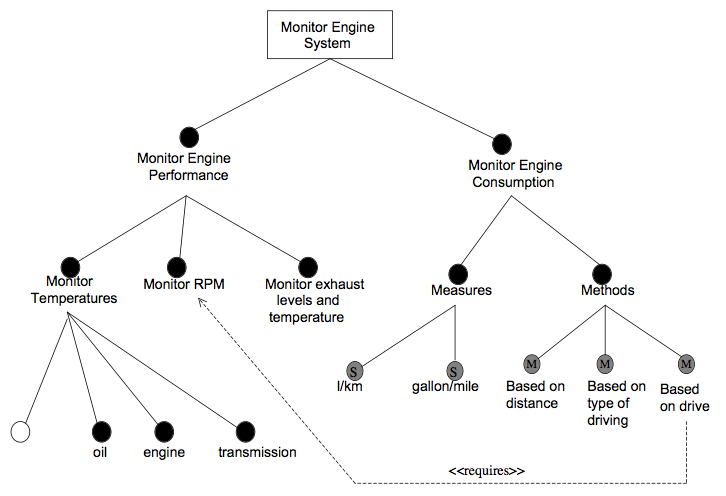 Monitor Engine
System
Monitor Engine
Performance
Monitor Engine
Consumption
Monitor
Temperatures
Monitor RPM
Monitor exhaust
levels and
temperature
Measures
Methods
S
S
M
M
M
l/km
gallon/mile
Based on
distance
Based on
type of
driving
Based
on drive
oil
engine
transmission
<<requires>>